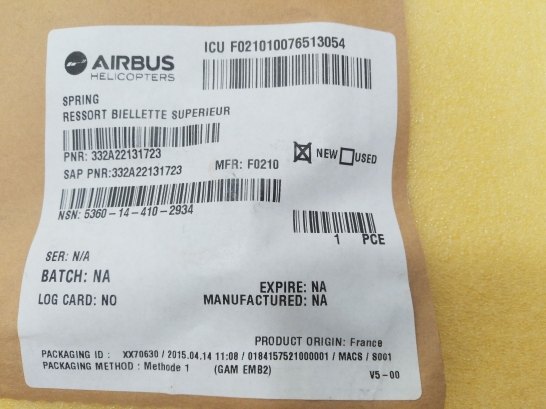 AIRBUS
HELICOPTERS
ICU F021010076513054
SPRING
RESSORT BIELLETTE SUPERIEUR
PNR: 332A22131723
SAP PNR:332A22131723
MFR: F0210
NEW
USED
NSN: 5360-14-410-2934
1 PCE
SER: N/A
BATCH: NA
LOG CARD: NO
EXPIRE: NA
MANUFACTURED: NA
PRODUCT ORIGIN: France
PACKAGING ID : XX70630 / 2015.04.14 11:08 / 0184157521000001 / MACS / S001
PACKAGING METHOD : Methode 1 (GAM EMB2)
V5-00